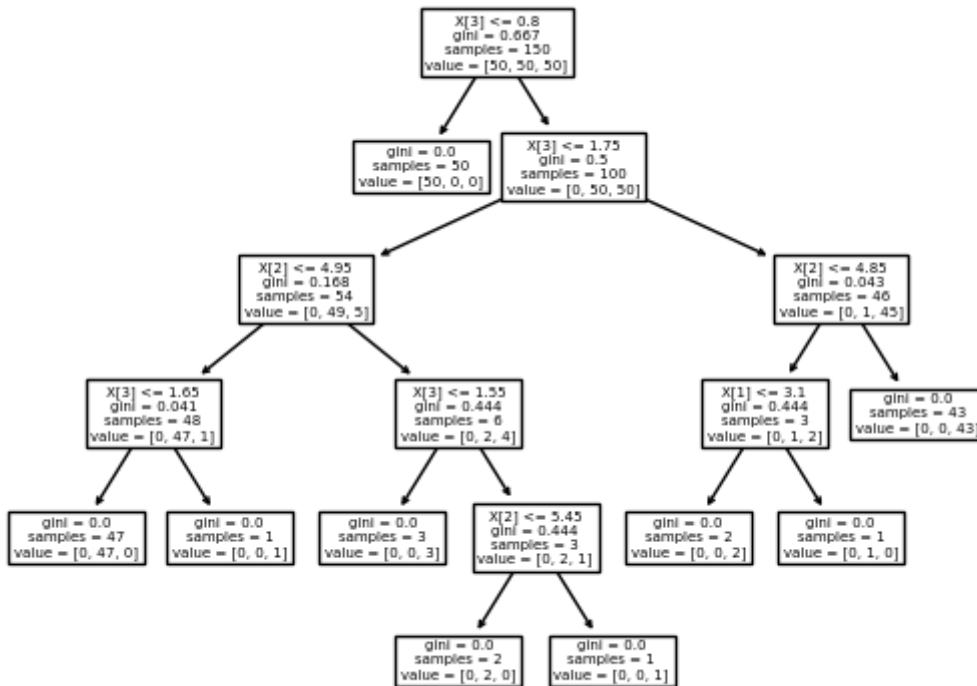 X[3] <= 0.8
gini = 0.667
samples = 150
value = [50, 50, 50]
gini = 0.0
samples = 50
value = [50, 0, 0]
X[3] <= 1.75
gini = 0.5
samples = 100
value = [0, 50, 50]
X[2] <= 4.95
gini = 0.168
samples = 54
value = [0, 49, 5]
X[2] <= 4.85
gini = 0.043
samples = 46
value = [0, 1, 45]
X[3] <= 1.65
gini = 0.041
samples = 48
value = [0, 47, 1]
X[3] <= 1.55
gini = 0.444
samples = 6
value = [0, 2, 4]
X[1] <= 3.1
gini = 0.444
samples = 3
value = [0, 1, 2]
gini = 0.0
samples = 43
value = [0, 0, 43]
gini = 0.0
samples = 47
value = [0, 47, 0]
gini = 0.0
samples = 1
value = [0, 0, 1]
gini = 0.0
samples = 3
value = [0, 0, 3]
X[2] <= 5.45
gini = 0.444
samples = 3
value = [0, 2, 1]
gini = 0.0
samples = 2
value = [0, 0, 2]
gini = 0.0
samples = 1
value = [0, 1, 0]
gini = 0.0
samples = 2
value = [0, 2, 0]
gini = 0.0
samples = 1
value = [0, 0, 1]